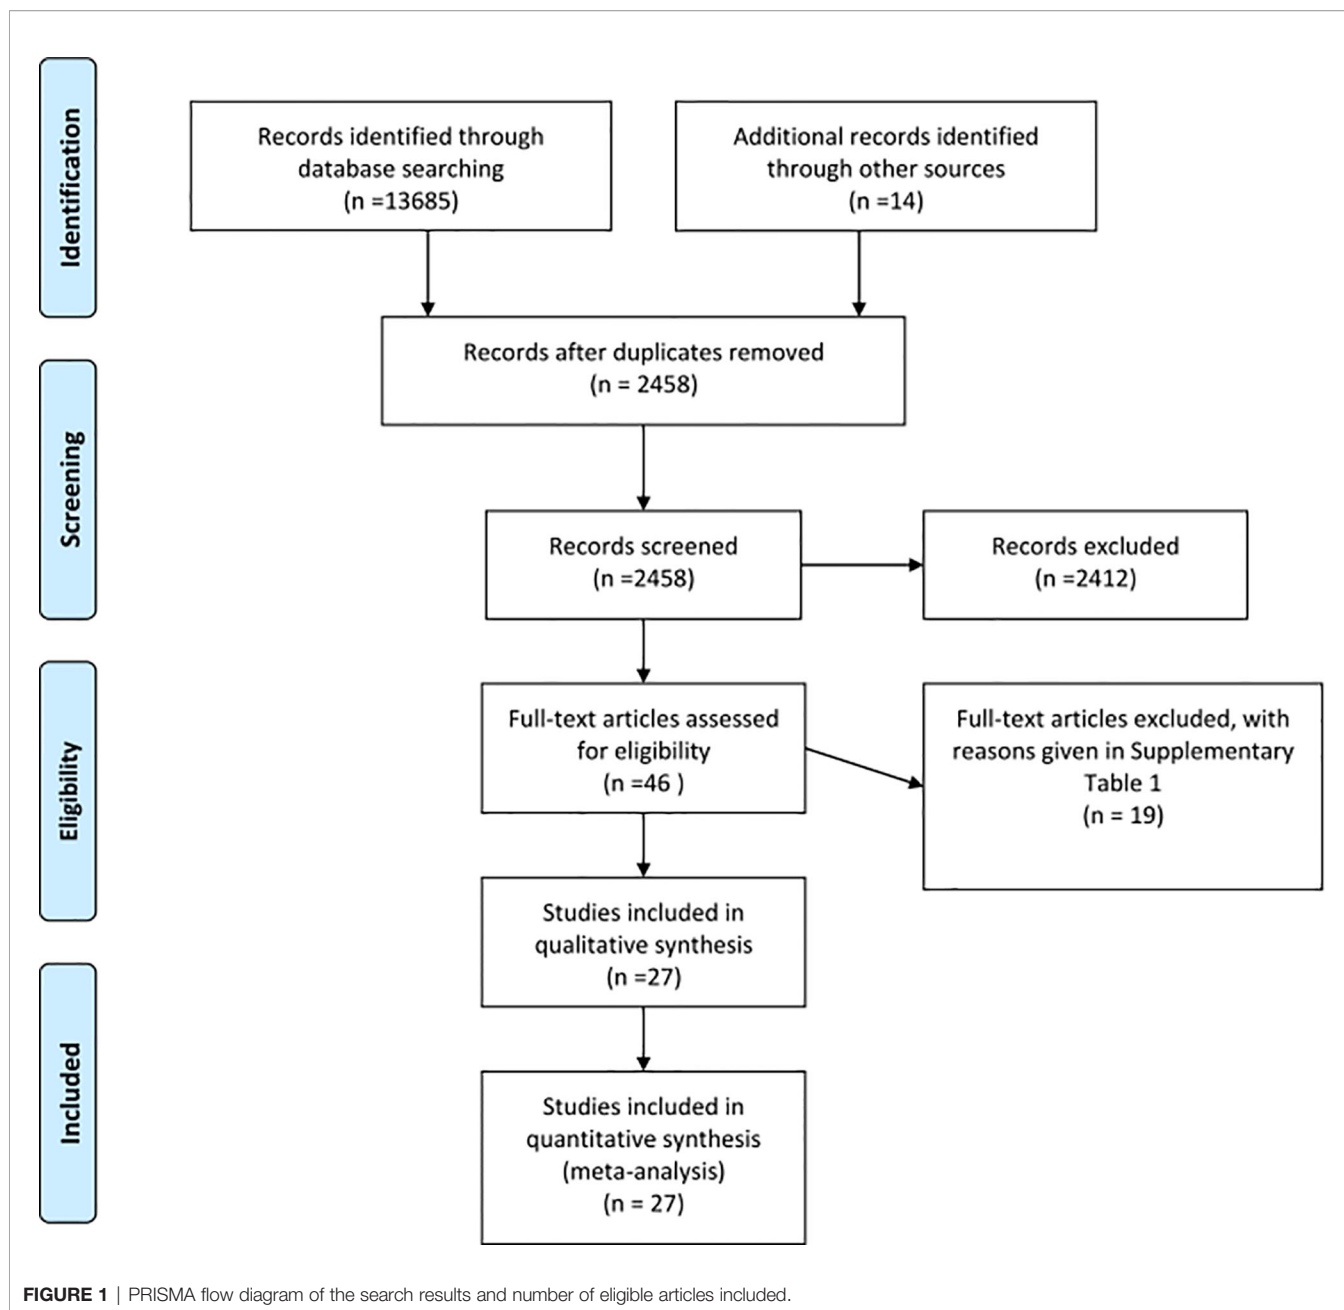 Identification
Records identified through
database searching
(n =13685)
Additional records identified
through other sources
(n =14)
Records after duplicates removed
(n = 2458)
Screening
Records screened
(n =2458)
Records excluded
(n =2412)
Eligibility
Full-text articles assessed
for eligibility
(n =46 )
Full-text articles excluded, with
reasons given in Supplementary
Table 1
(n = 19)
Studies included in
qualitative synthesis
(n =27)
Included
Studies included in
quantitative synthesis
(meta-analysis)
(n = 27)
FIGURE 1 | PRISMA flow diagram of the search results and number of eligible articles included.